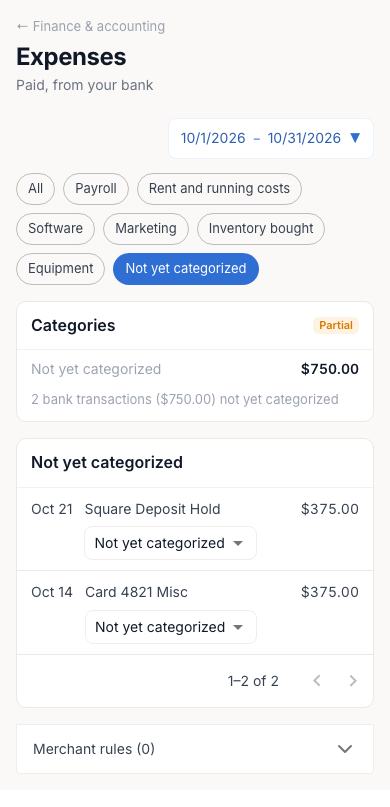 ← Finance & accounting
Expenses
Paid, from your bank
10/1/2026 – 10/31/2026 ▼
All Payroll Rent and running costs
Software Marketing Inventory bought
Equipment Not yet categorized
Categories Partial
Not yet categorized $750.00
2 bank transactions ($750.00) not yet categorized
Not yet categorized
Oct 21 Square Deposit Hold $375.00
Not yet categorized
Oct 14 Card 4821 Misc $375.00
Not yet categorized
1–2 of 2
Merchant rules (0)